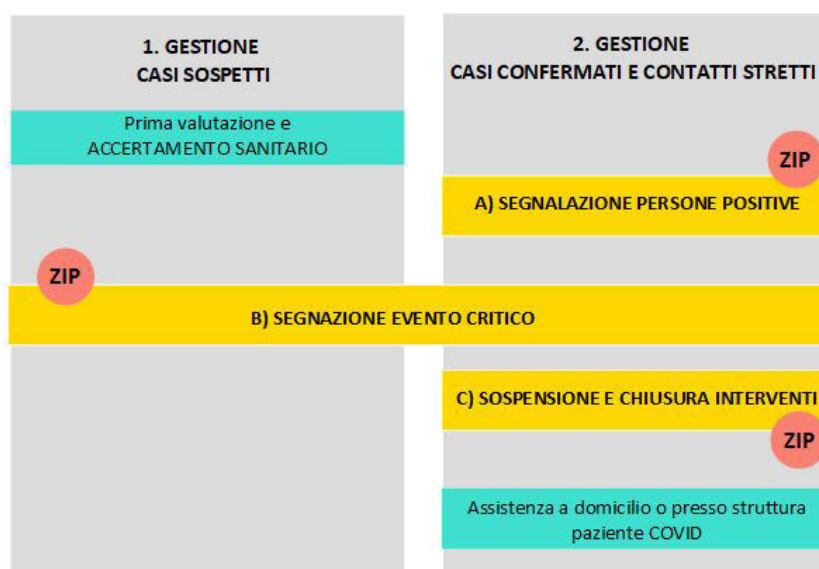 1. GESTIONE
CASI SOSPETTI
Prima valutazione e
ACCERTAMENTO SANITARIO
2. GESTIONE
CASI CONFERMATI E CONTATTI STRETTI
ZIP
A) SEGNALAZIONE PERSONE POSITIVE
ZIP
B) SEGNAZIONE EVENTO CRITICO
C) SOSPENSIONE E CHIUSURA INTERVENTI
ZIP
Assistenza a domicilio o presso struttura
paziente COVID